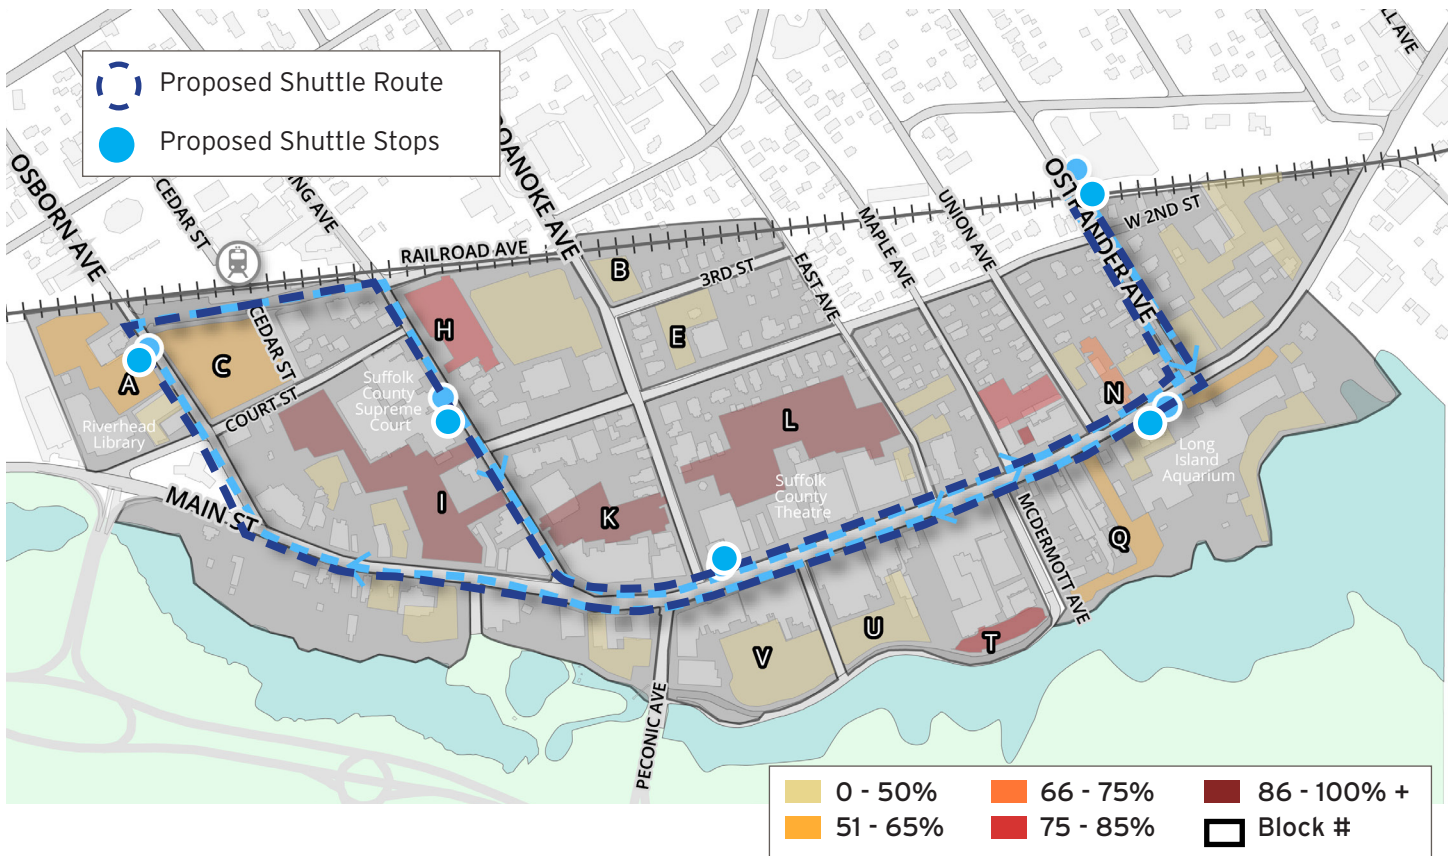 Proposed Shuttle Route
Proposed Shuttle Stops
OSBORN AVE
CEDAR ST
ING AVE
ROANOKE AVE
RAILROAD AVE
B
3RD ST
E
EAST AVE
MAPLE AVE
UNION AVE
OSTRANDER AVE
W 2ND ST
LL AVE
H
C
A
CEDAR ST
COURT ST
Riverhead
Library
Suffolk
County
Supreme
Court
I
K
L
Suffolk
County
Theatre
N
Long
Island
Aquarium
MAIN ST
MCDERMOTT AVE
Q
T
U
V
PECONIC AVE
0 - 50%
51 - 65%
66 - 75%
75 - 85%
86 - 100% +
Block #